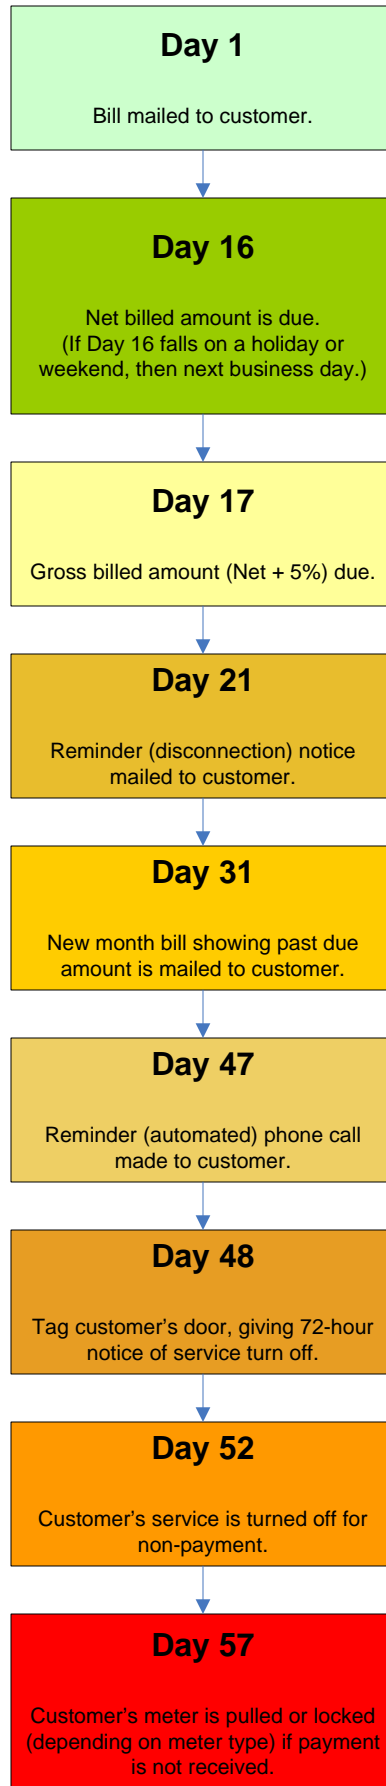 Day 1
Bill mailed to customer.
Day 16
Net billed amount is due.
(If Day 16 falls on a holiday or
weekend, then next business day.)
Day 17
Gross billed amount (Net + 5%) due.
Day 21
Reminder (disconnection) notice
mailed to customer.
Day 31
New month bill showing past due
amount is mailed to customer.
Day 47
Reminder (automated) phone call
made to customer.
Day 48
Tag customer’s door, giving 72-hour
notice of service turn off.
Day 52
Customer’s service is turned off for
non-payment.
Day 57
Customer’s meter is pulled or locked
(depending on meter type) if payment
is not received.